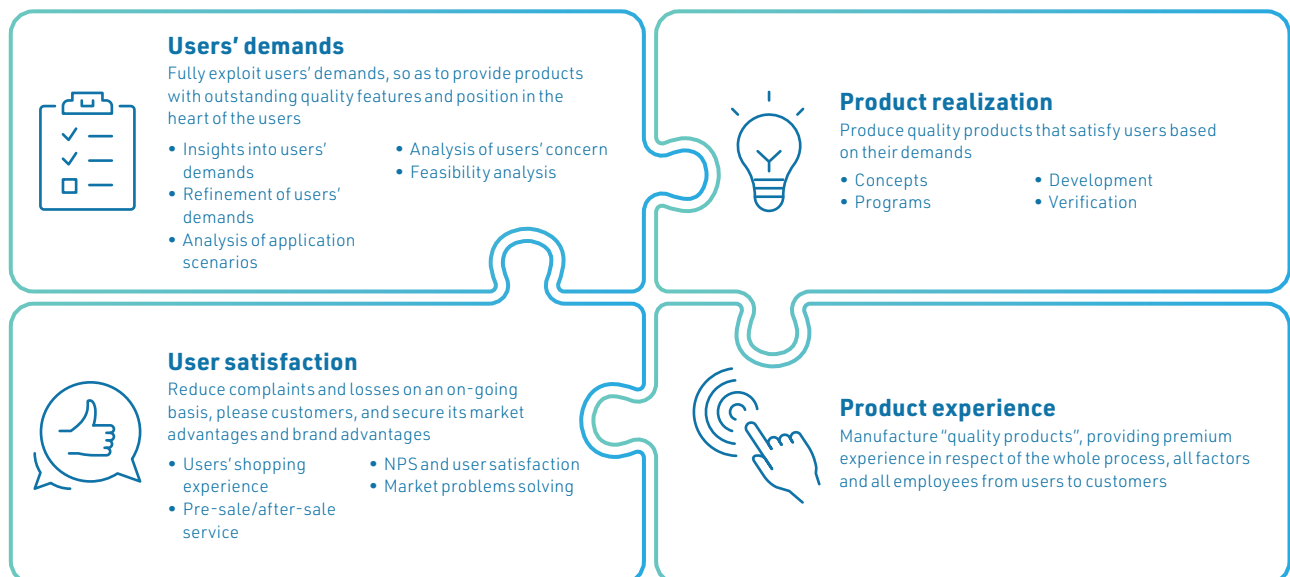 Users' demands
Fully exploit users' demands, so as to provide products
with outstanding quality features and position in the
heart of the users
• Insights into users'
demands
• Refinement of users'
demands
• Analysis of application
scenarios
• Analysis of users' concern
• Feasibility analysis
Product realization
Produce quality products that satisfy users based
on their demands
• Concepts
• Programs
• Development
• Verification
User satisfaction
Reduce complaints and losses on an on-going
basis, please customers, and secure its market
advantages and brand advantages
• Users' shopping
experience
• Pre-sale/after-sale
service
• NPS and user satisfaction
• Market problems solving
Product experience
Manufacture "quality products", providing premium
experience in respect of the whole process, all factors
and all employees from users to customers